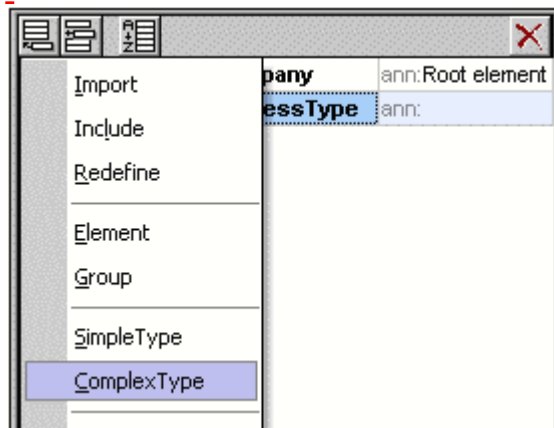 Import
pany ann:Root element
Include
essType ann:
Redefine
Element
Group
SimpleType
ComplexType